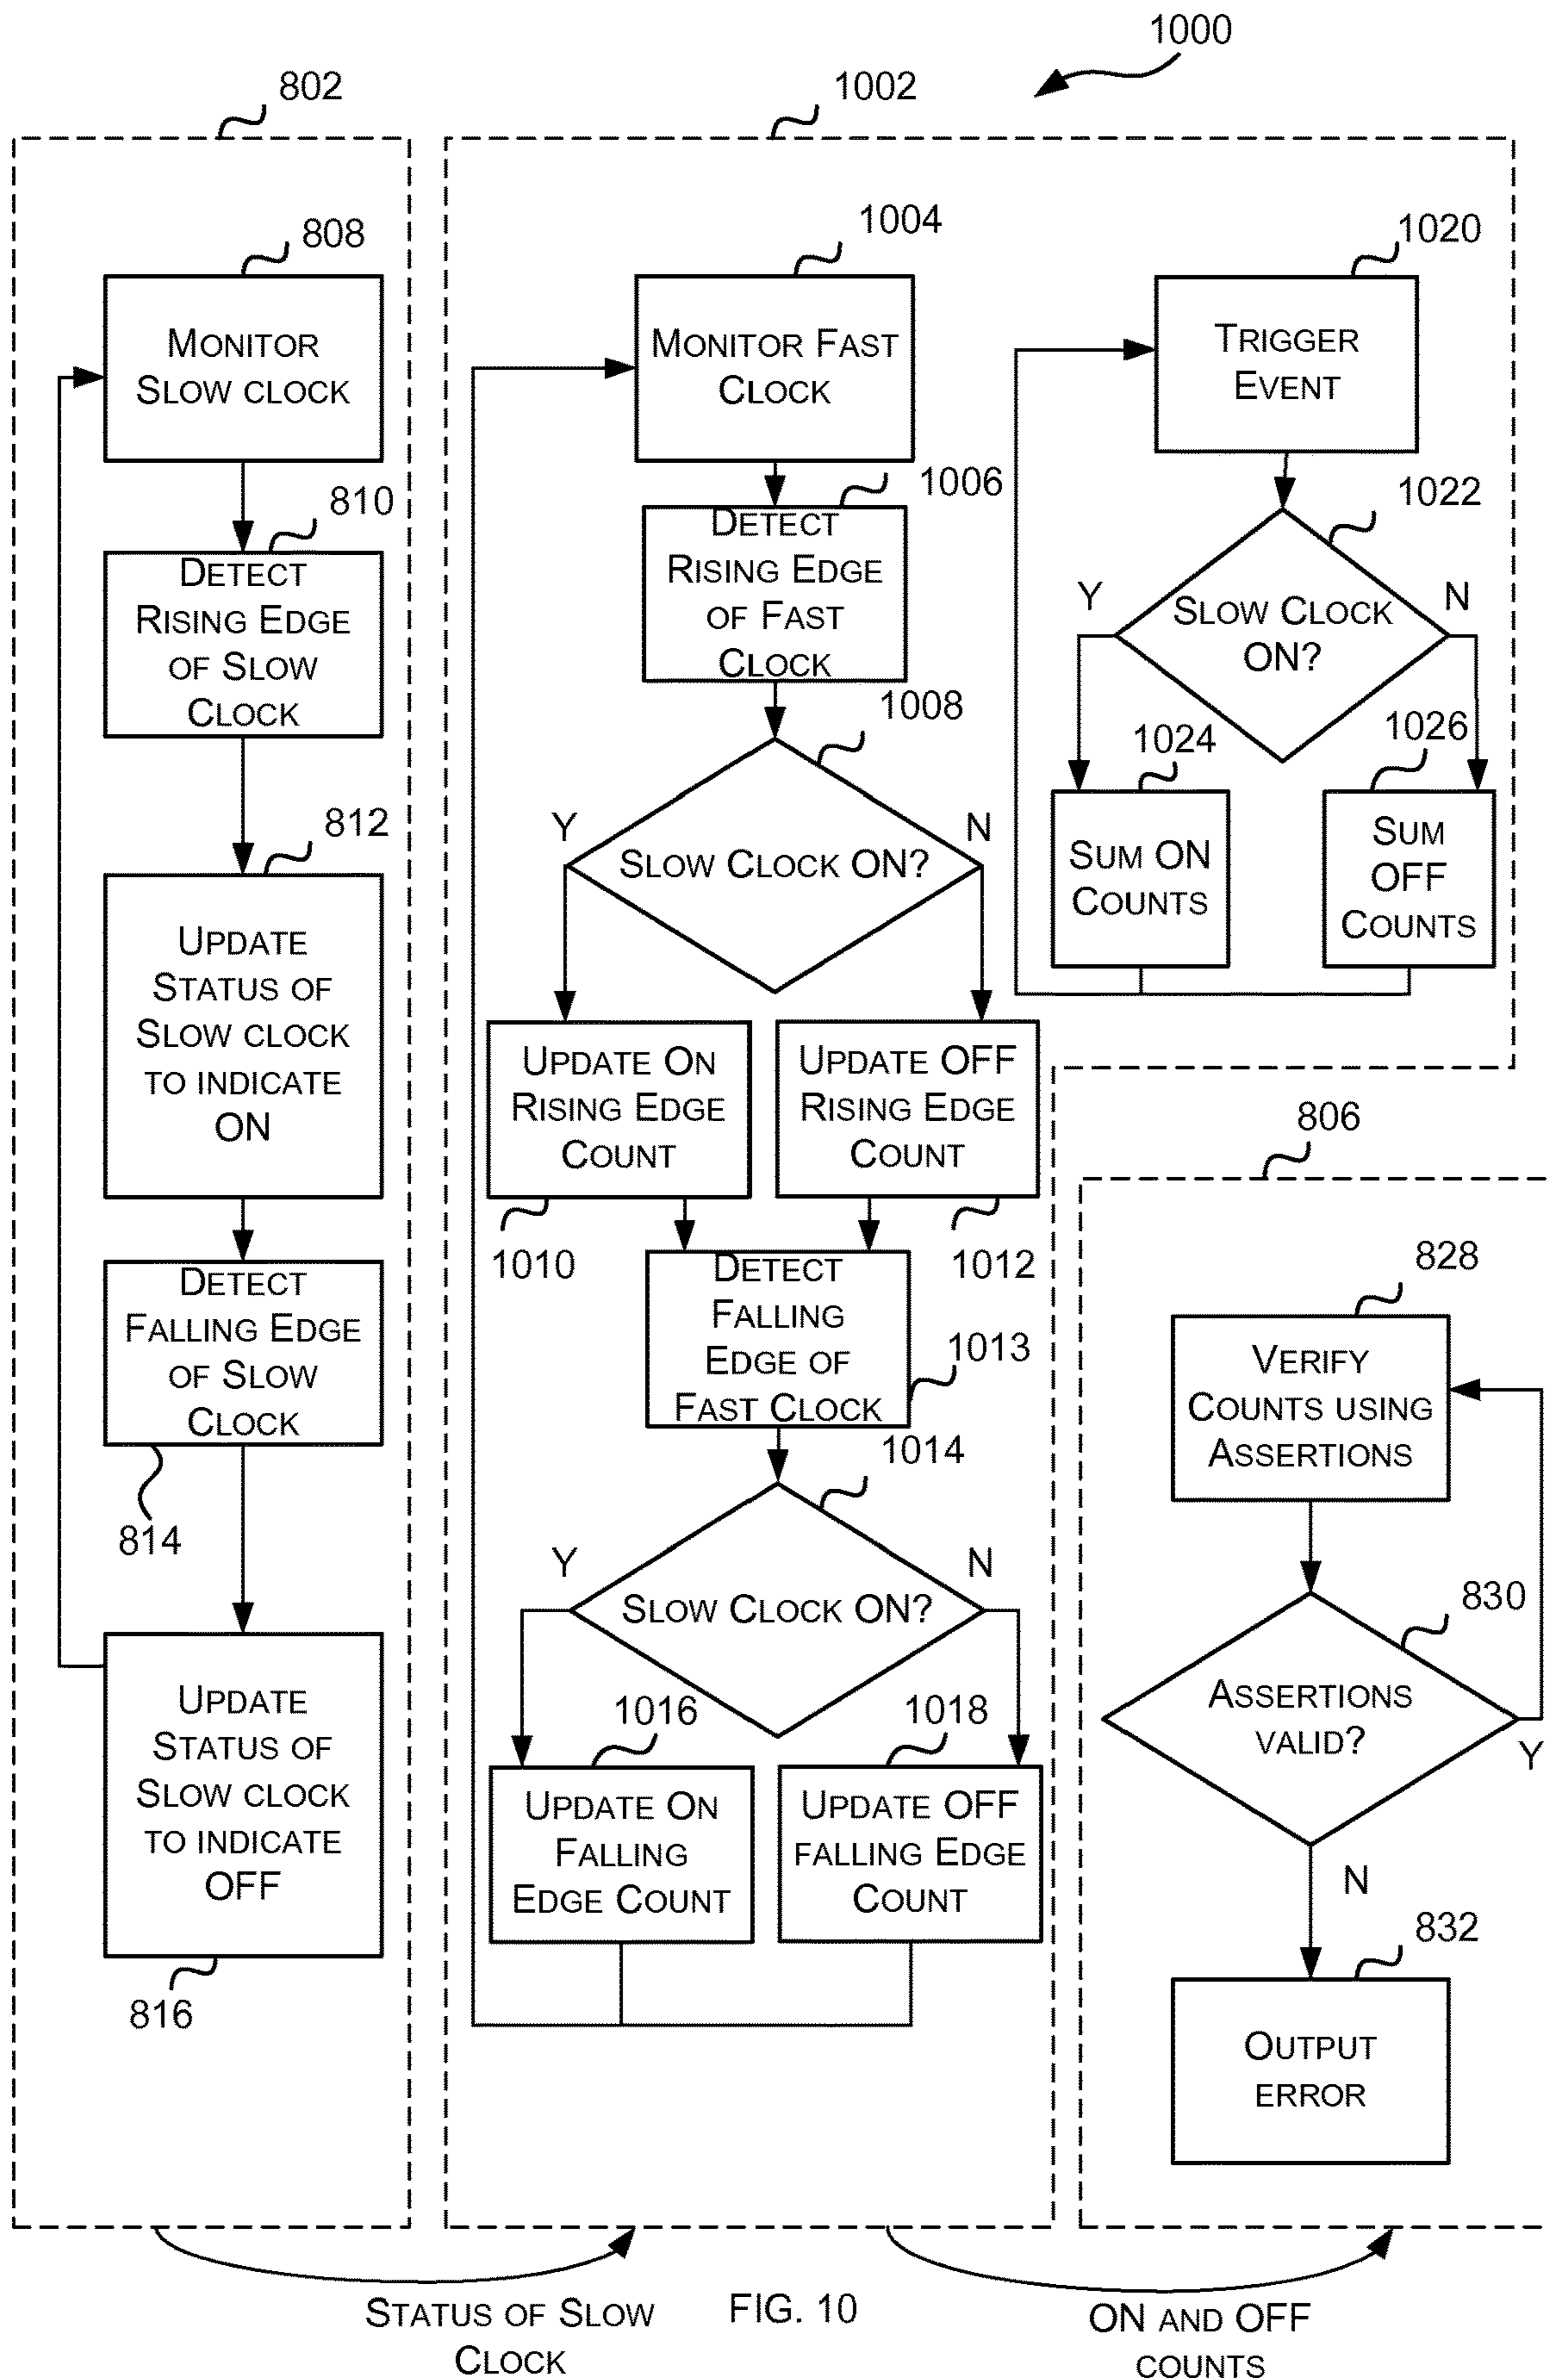 1000
802
808
MONITOR
SLOW CLOCK
810
DETECT
RISING EDGE
OF SLOW
CLOCK
812
UPDATE
STATUS OF
SLOW CLOCK
TO INDICATE
ON
DETECT
FALLING EDGE
OF SLOW
CLOCK
814
UPDATE
STATUS OF
SLOW CLOCK
TO INDICATE
OFF
816
1002
1004
MONITOR FAST
CLOCK
1006
DETECT
RISING EDGE
OF FAST
CLOCK
1008
Y
N
SLOW CLOCK ON?
UPDATE ON
RISING EDGE
COUNT
1010
UPDATE OFF
RISING EDGE
COUNT
1012
DETECT
FALLING
EDGE OF
FAST CLOCK
1013
1014
Y
N
SLOW CLOCK ON?
1016
UPDATE ON
FALLING
EDGE COUNT
1018
UPDATE OFF
FALLING EDGE
COUNT
1020
TRIGGER
EVENT
1022
Y
N
SLOW CLOCK
ON?
1024
SUM ON
COUNTS
1026
SUM
OFF
COUNTS
806
828
VERIFY
COUNTS USING
ASSERTIONS
830
ASSERTIONS
VALID?
Y
N
832
OUTPUT
ERROR
STATUS OF SLOW
CLOCK
FIG. 10
ON AND OFF
COUNTS